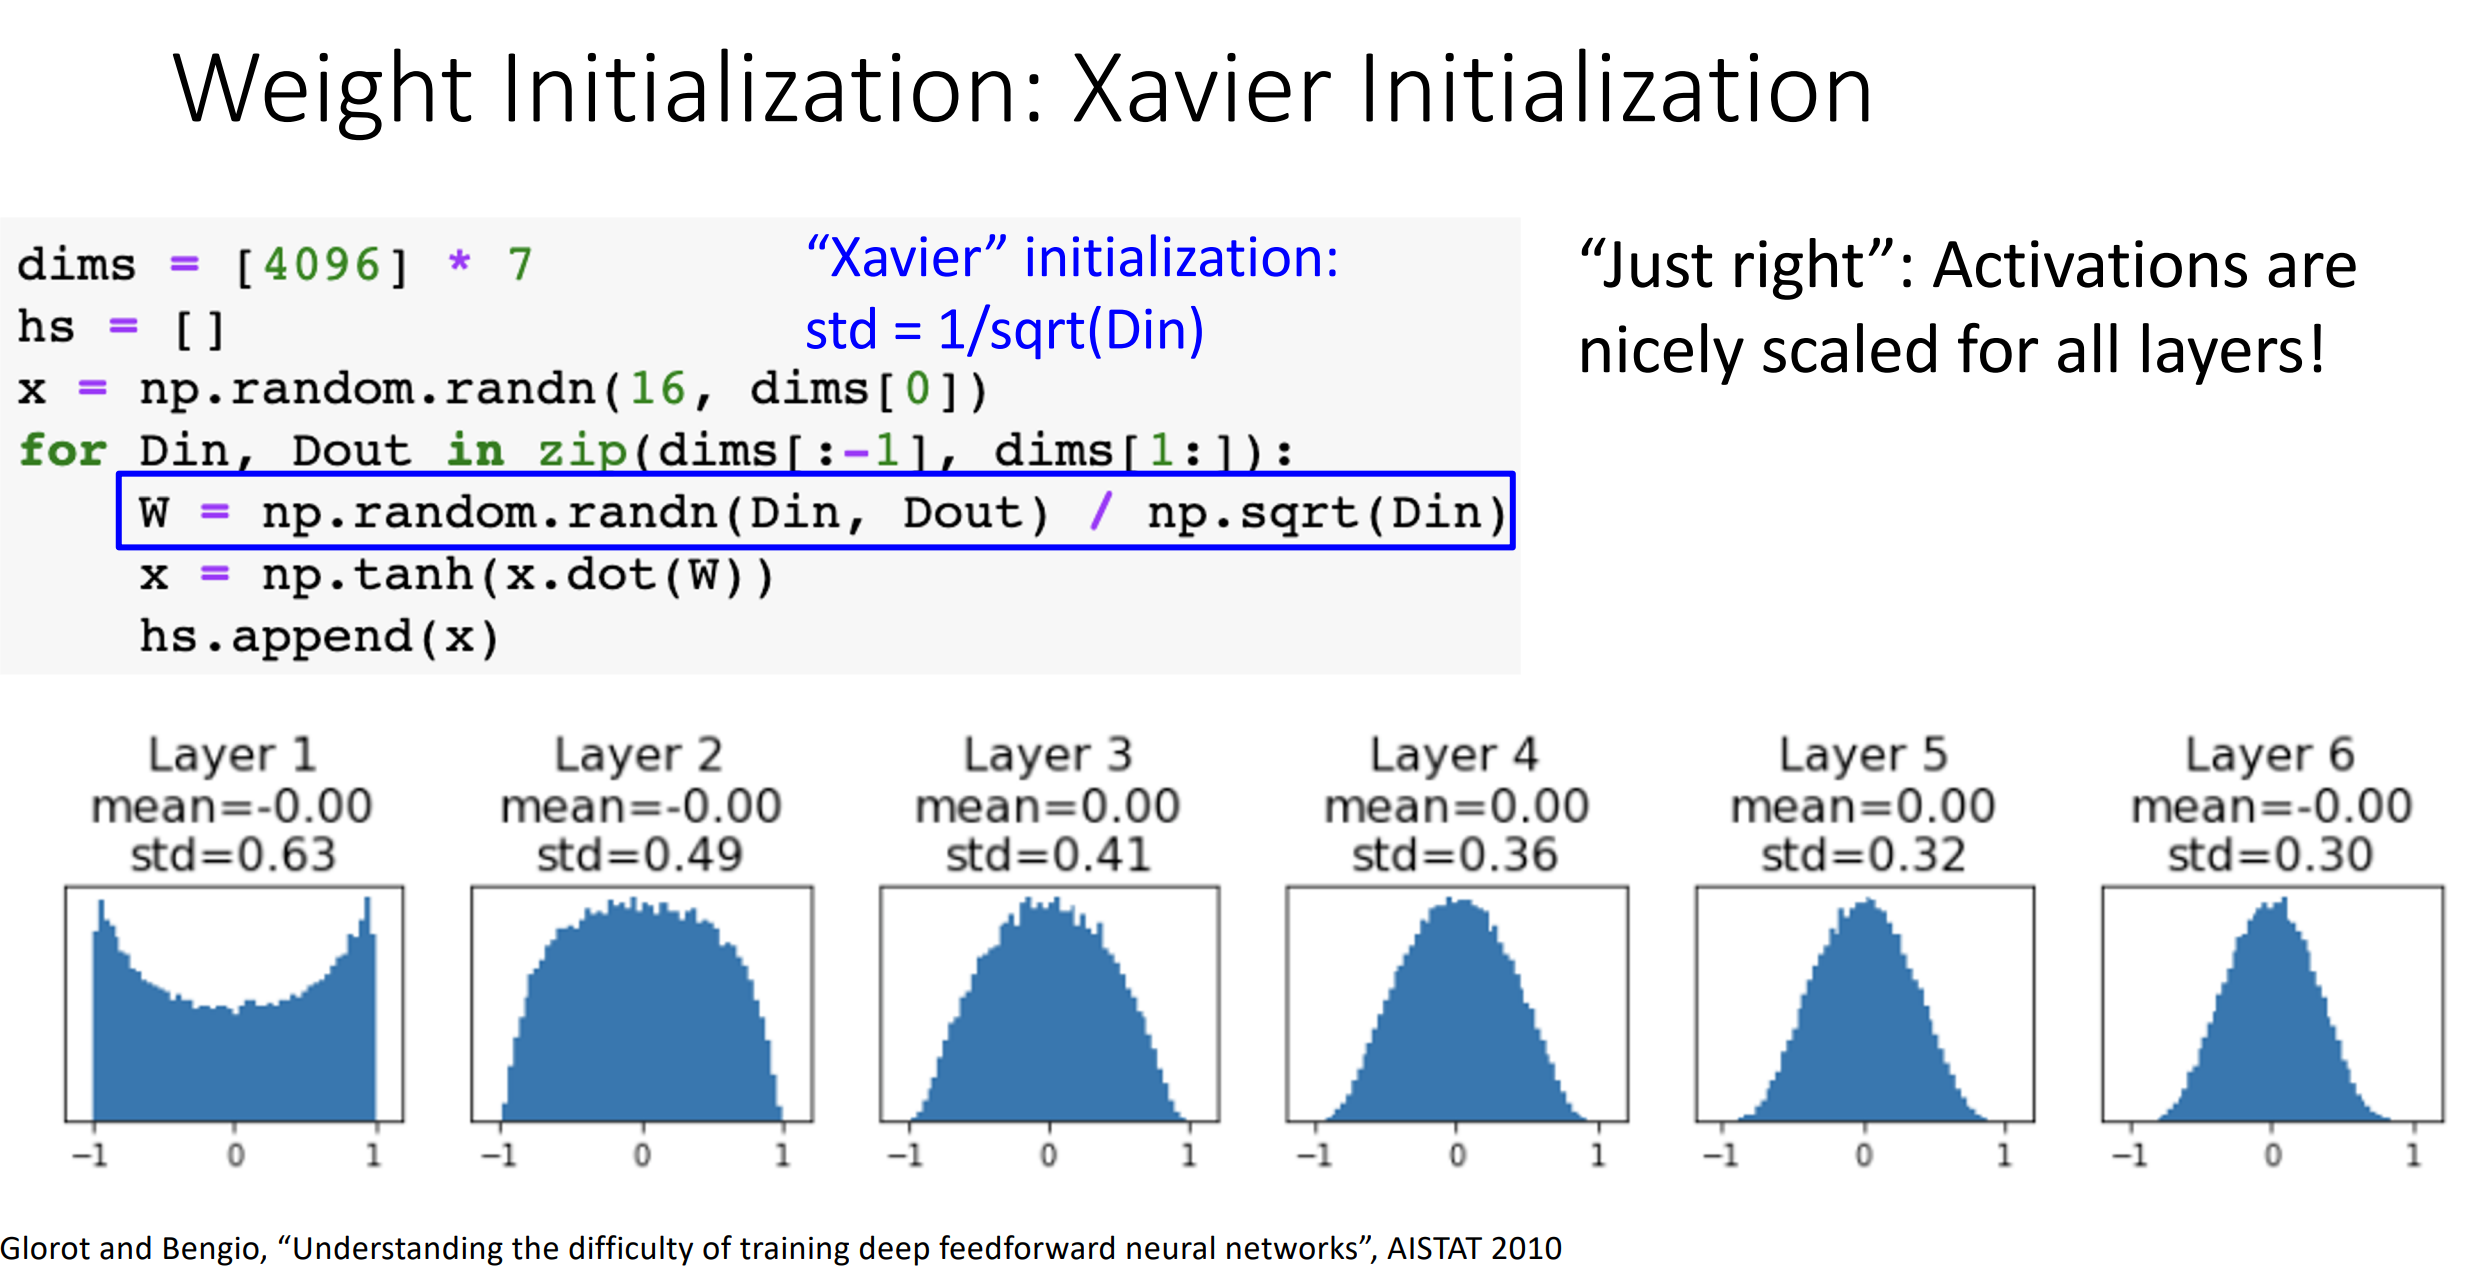 Weight Initialization: Xavier Initialization
dims = [4096] * 7
hs = []
x = np.random.randn(16, dims[0])
for Din, Dout in zip(dims[:-1], dims[1:]):
W = np.random.randn(Din, Dout) / np.sqrt(Din)
x = np.tanh(x.dot(W))
hs.append(x)
“Xavier” initialization:
std = 1/sqrt(Din)
“Just right”: Activations are
nicely scaled for all layers!
Layer 1
mean=-0.00
std=0.63
−1 0 1
Layer 2
mean=-0.00
std=0.49
−1 0 1
Layer 3
mean=0.00
std=0.41
−1 0 1
Layer 4
mean=0.00
std=0.36
−1 0 1
Layer 5
mean=0.00
std=0.32
−1 0 1
Layer 6
mean=-0.00
std=0.30
−1 0 1
Glorot and Bengio, “Understanding the difficulty of training deep feedforward neural networks”, AISTAT 2010